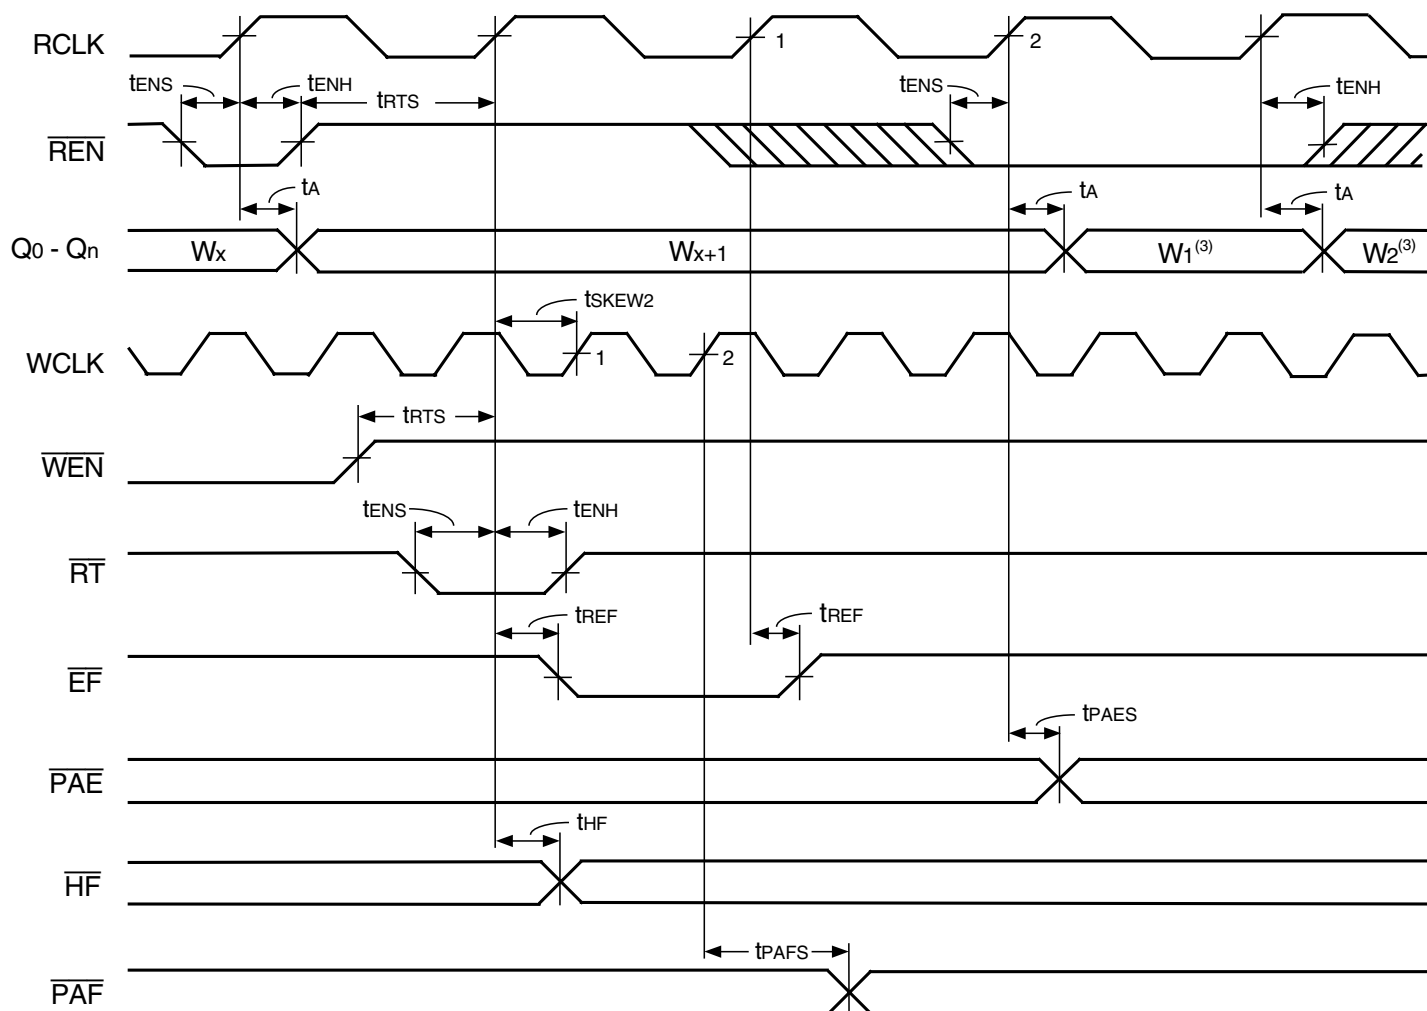 RCLK 1 2
tENS tENH tRTS tENS tENH
REN
tA tA tA
Q0 - Qn Wx Wx+1 W1(3) W2(3)
tSKEW2
WCLK 1 2
tRTS
WEN
tENS tENH
RT
tREF tREF
EF
tPAES
PAE
tHF
HF
tPAFS
PAF